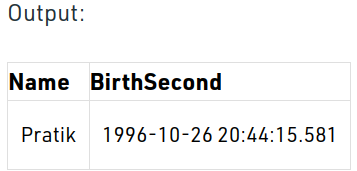 Output:
Name BirthSecond
Pratik 1996-10-26 20:44:15.581